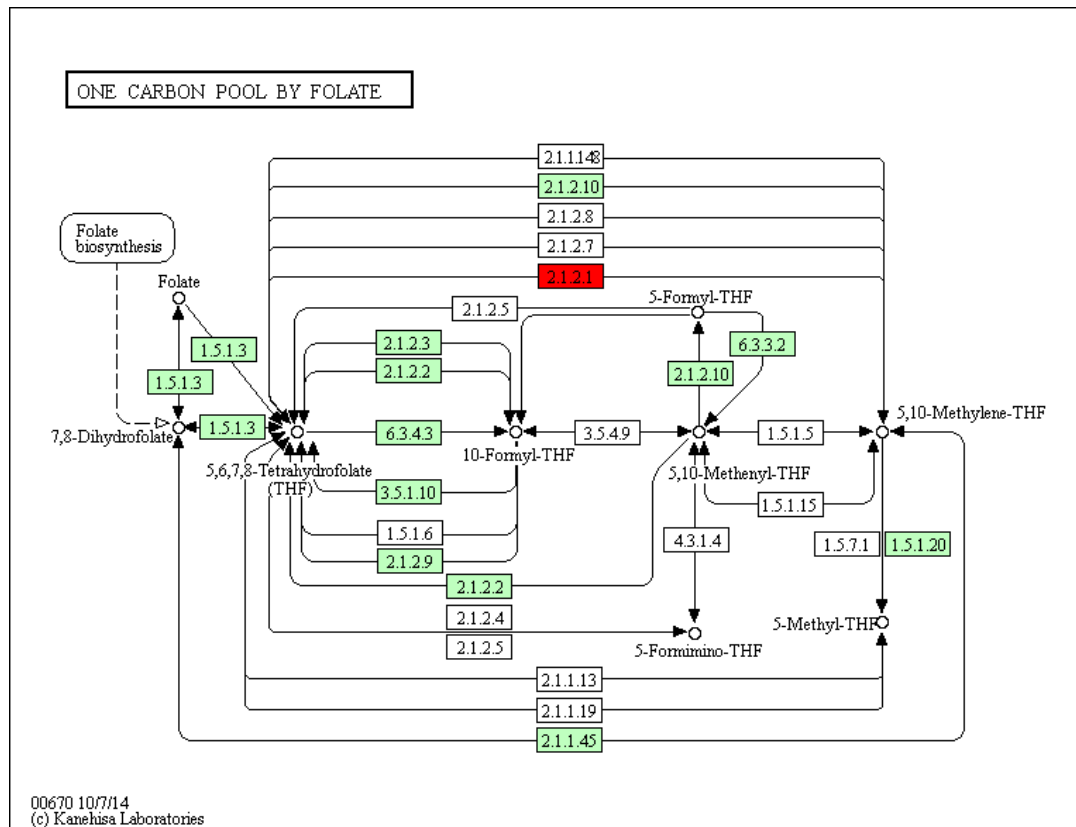 ONE CARBON POOL BY FOLATE
2.1.1.148
2.1.2.10
2.1.2.8
2.1.2.7
2.1.2.1
Folate
biosynthesis
Folate
5-Formyl-THF
2.1.2.5
1.5.1.3
2.1.2.3
6.3.3.2
1.5.1.3
2.1.2.2
2.1.2.10
7,8-Dihydrofolate
1.5.1.3
6.3.4.3
3.5.4.9
1.5.1.5
5,10-Methylene-THF
5,6,7,8-Tetrahydrofolate
(THF)
10-Formyl-THF
5,10-Methenyl-THF
3.5.1.10
1.5.1.15
1.5.1.6
4.3.1.4
1.5.7.1
1.5.1.20
2.1.2.9
2.1.2.2
2.1.2.4
5-Methyl-THF
2.1.2.5
5-Formimino-THF
2.1.1.13
2.1.1.19
2.1.1.45
00670 10/7/14
(c) Kanehisa Laboratories